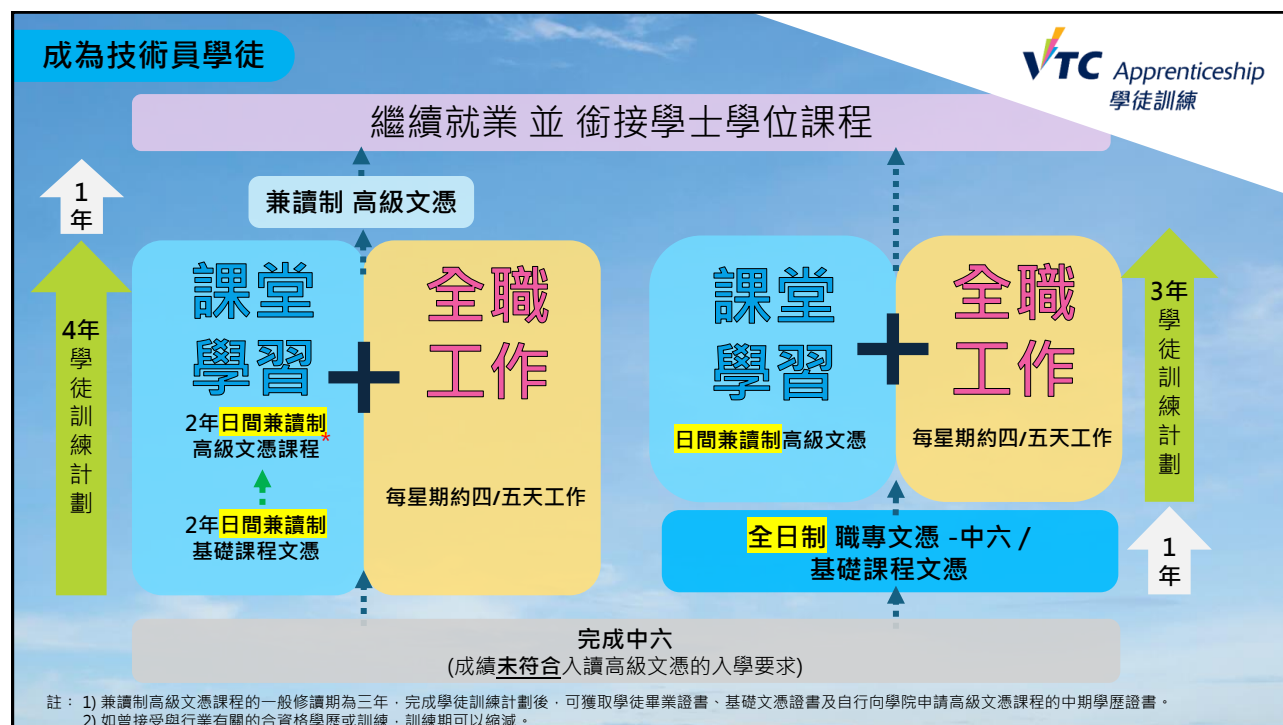 成為技術員學徒
VTC Apprenticeship
學徒訓練
繼續就業 並 銜接學士學位課程
1
年
兼讀制 高級文憑
4年
學
徒
訓
練
計
劃
課堂
學習
2年日間兼讀制
高級文憑課程*
2年日間兼讀制
基礎課程文憑
+
全職
工作
每星期約四/五天工作
課堂
學習
日間兼讀制高級文憑
+
全職
工作
每星期約四/五天工作
3年
學
徒
訓
練
計
劃
全日制 職專文憑 -中六 /
基礎課程文憑
1
年
完成中六
(成績未符合入讀高級文憑的入學要求)
註： 1) 兼讀制高級文憑課程的一般修讀期為三年，完成學徒訓練計劃後，可獲取學徒畢業證書、基礎文憑證書及自行向學院申請高級文憑課程的中期學歷證書。
2) 如曾接受與行業有關的合資格學歷或訓練，訓練期可以縮減。